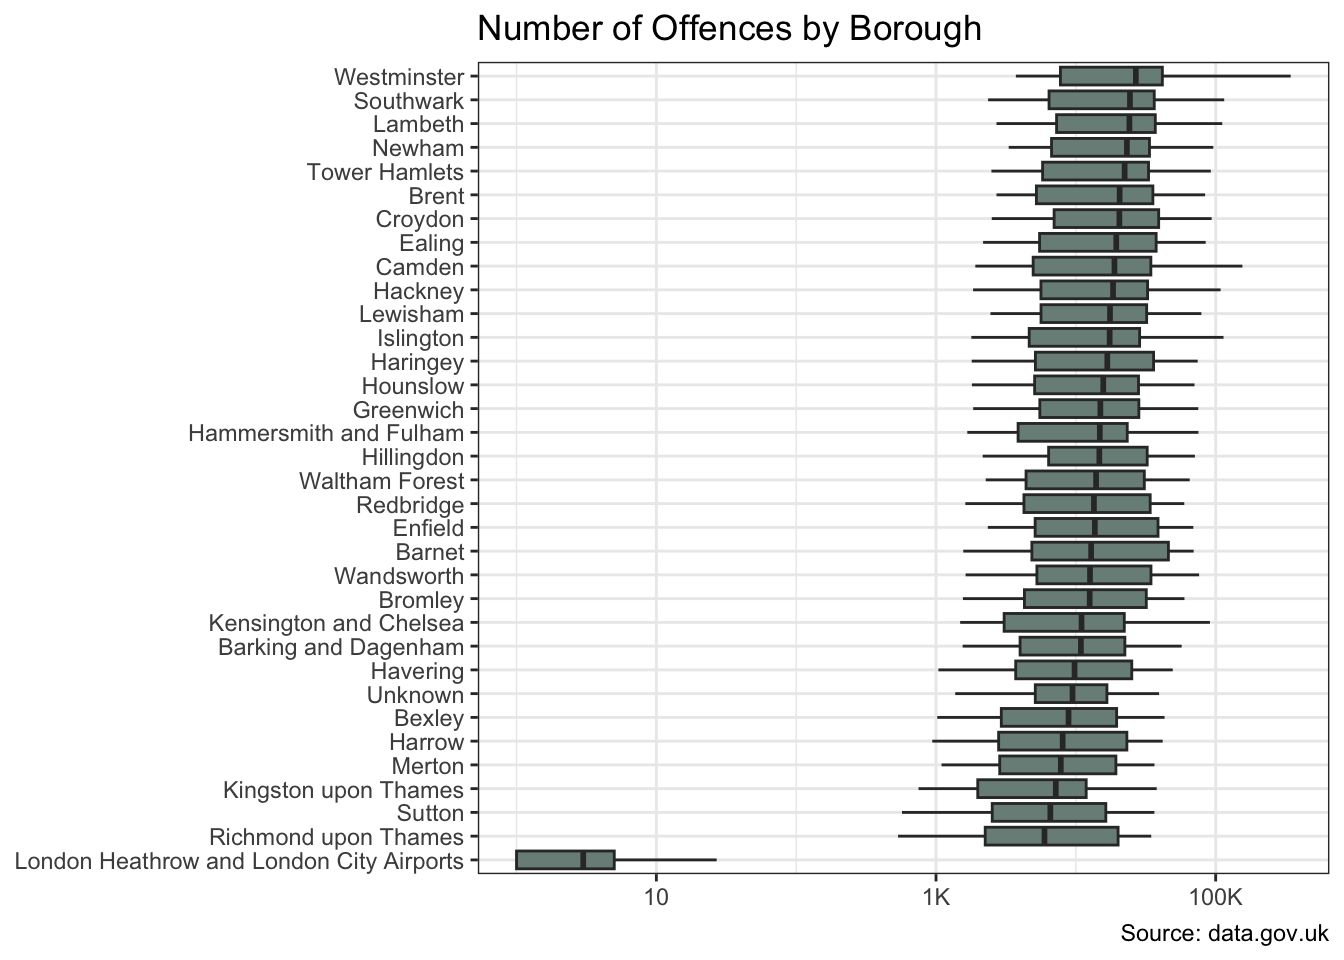 Number of Offences by Borough
Westminster
Southwark
Lambeth
Newham
Tower Hamlets
Brent
Croydon
Ealing
Camden
Hackney
Lewisham
Islington
Haringey
Hounslow
Greenwich
Hammersmith and Fulham
Hillingdon
Waltham Forest
Redbridge
Enfield
Barnet
Wandsworth
Bromley
Kensington and Chelsea
Barking and Dagenham
Havering
Unknown
Bexley
Harrow
Merton
Kingston upon Thames
Sutton
Richmond upon Thames
London Heathrow and London City Airports
10 1K 100K
Source: data.gov.uk